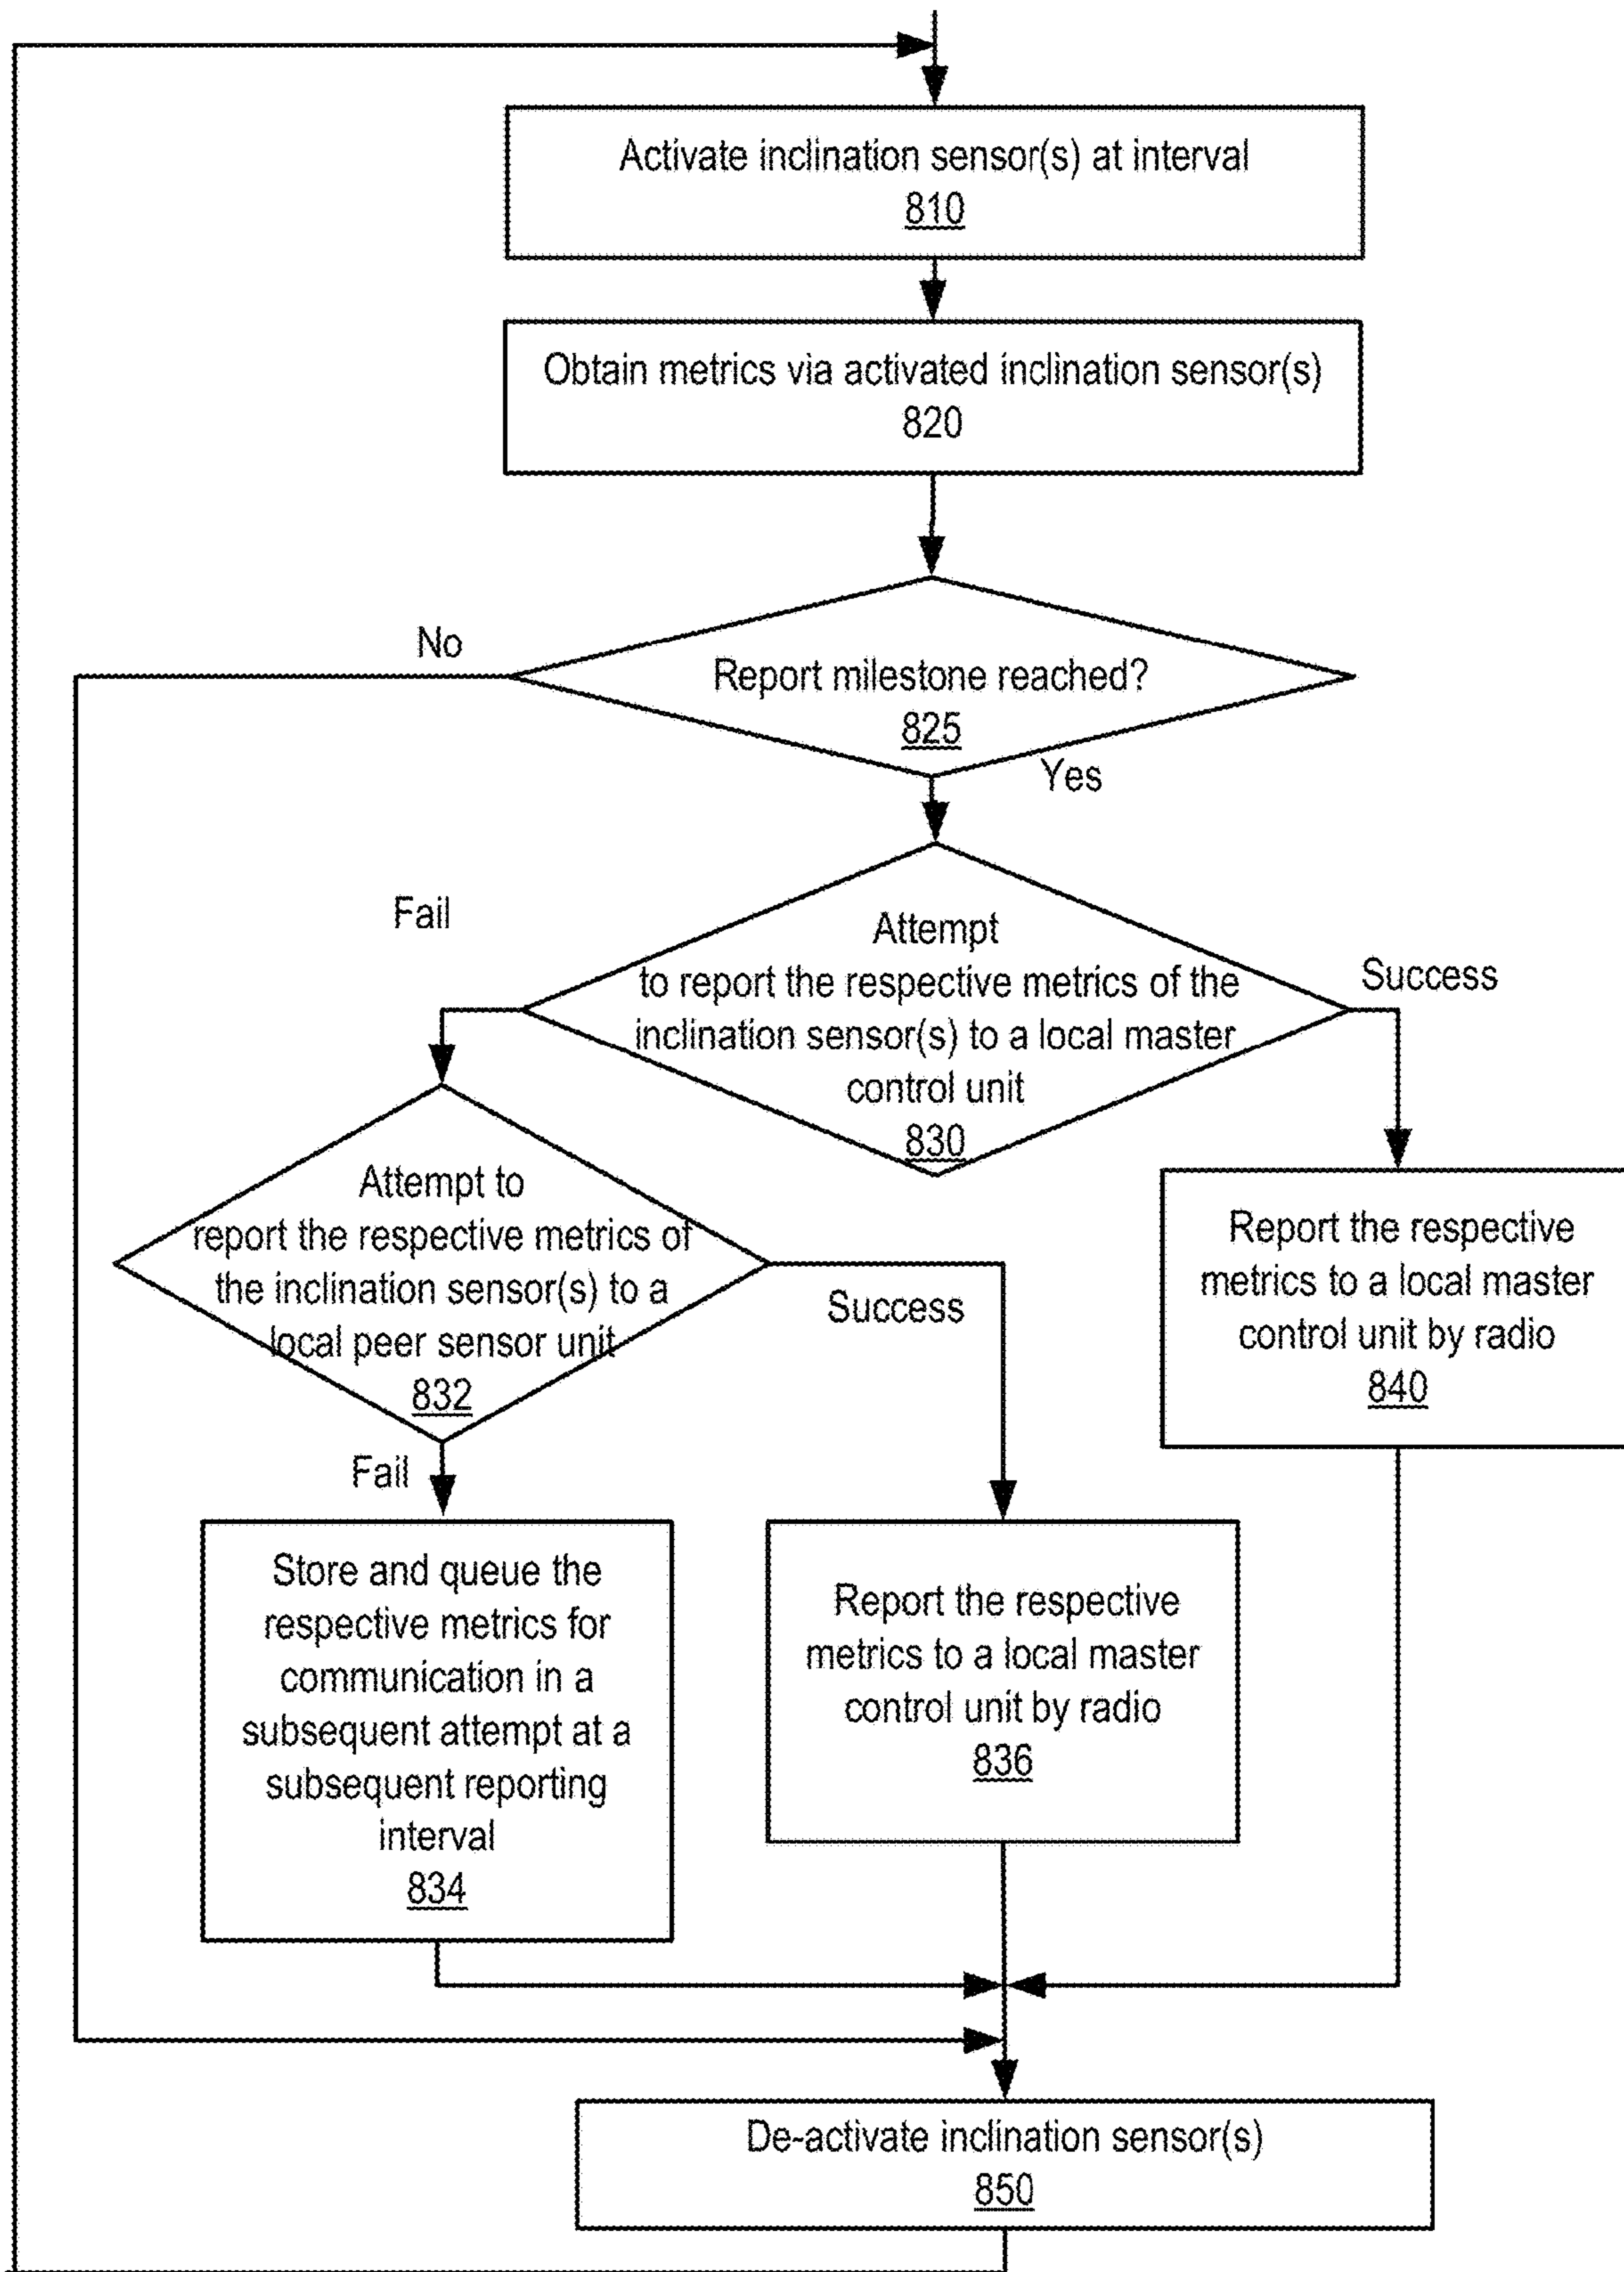 Activate inclination sensor(s) at interval
810
Obtain metrics via activated inclination sensor(s)
820
No
Report milestone reached?
825
Yes
Fail
Attempt
to report the respective metrics of the
inclination sensor(s) to a local master
control unit
830
Success
Attempt to
report the respective metrics of
the inclination sensor(s) to a
local peer sensor unit
832
Success
Report the respective
metrics to a local master
control unit by radio
840
Fail
Store and queue the
respective metrics for
communication in a
subsequent attempt at a
subsequent reporting
interval
834
Report the respective
metrics to a local master
control unit by radio
836
De-activate inclination sensor(s)
850